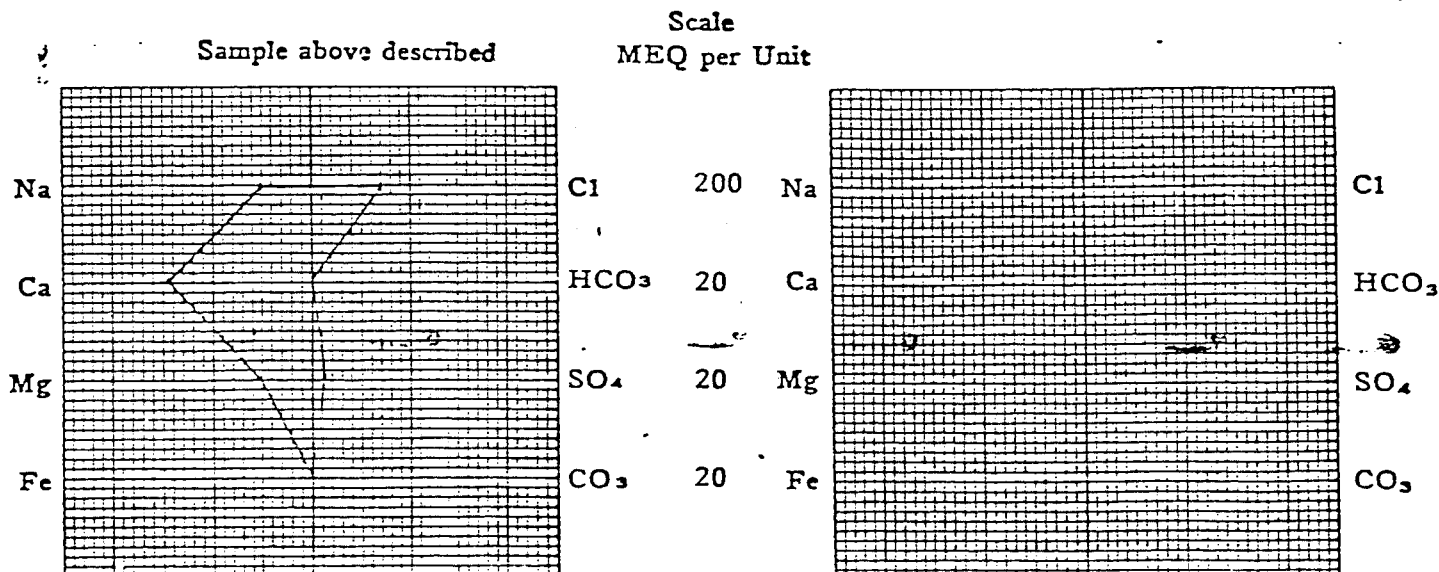 Scale
Sample above described MEQ per Unit
Na Cl 200 Na Cl
Ca HCO₃ 20 Ca HCO₃
Mg SO₄ 20 Mg SO₄
Fe CO₃ 20 Fe CO₃